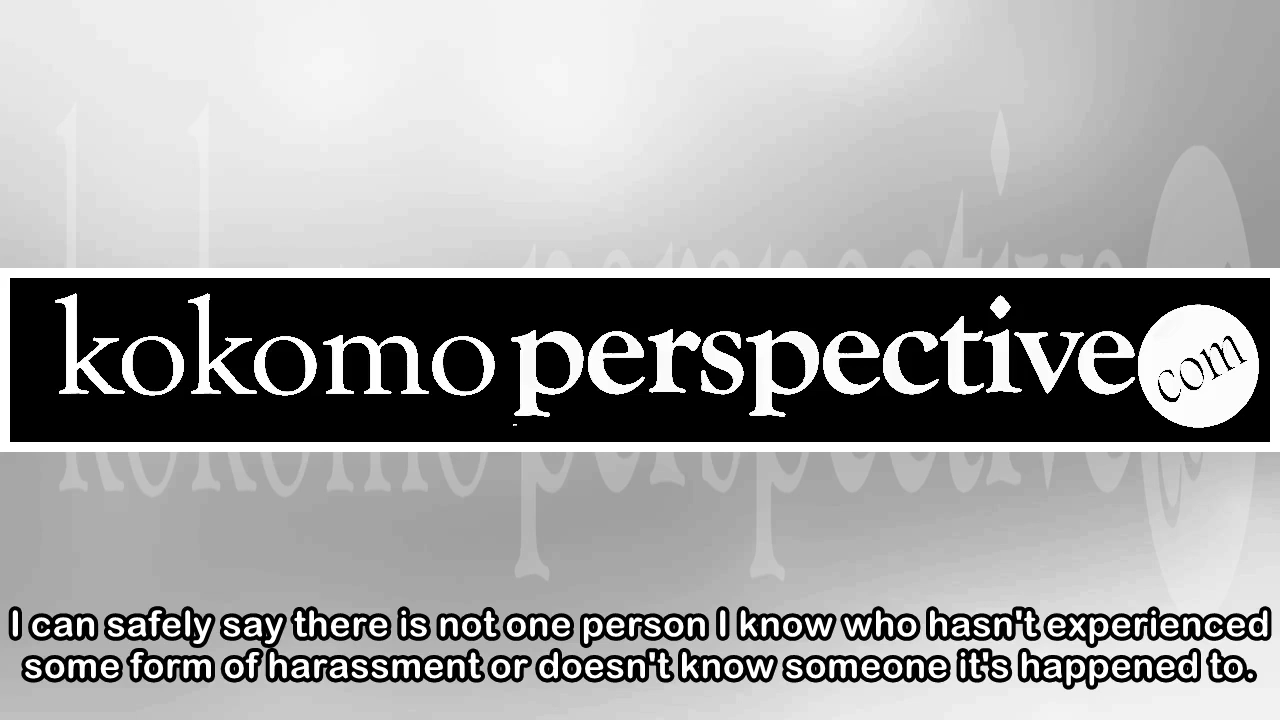 kokomo perspective com
I can safely say there is not one person I know who hasn't experienced
some form of harassment or doesn't know someone it's happened to.